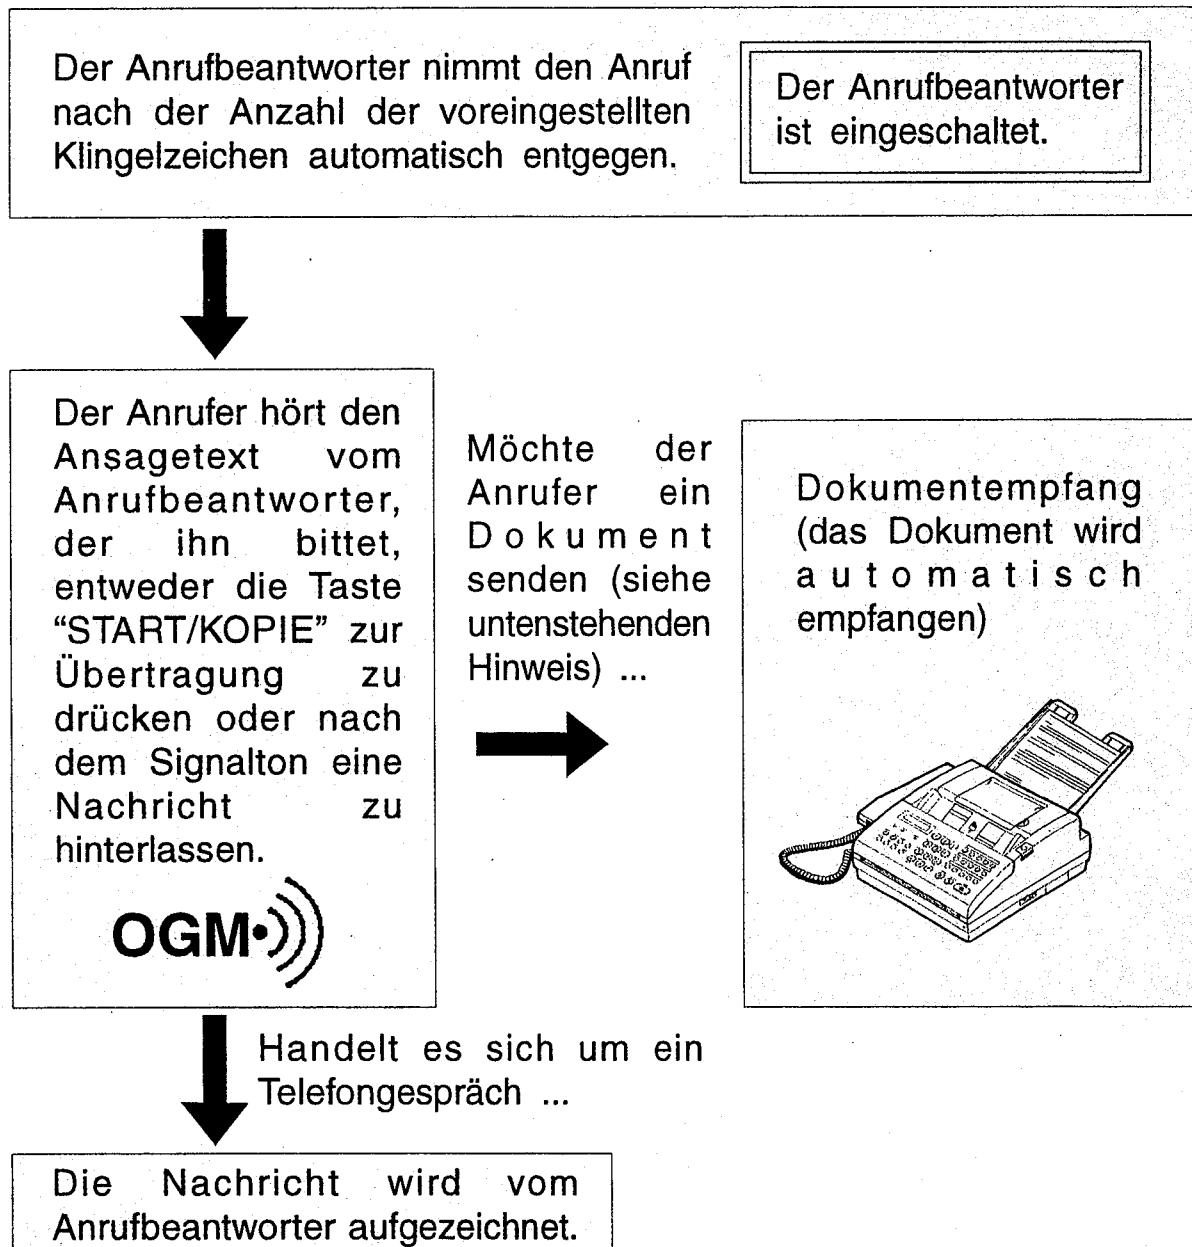 Der Anrufbeantworter nimmt den Anruf
nach der Anzahl der voreingestellten
Klingelzeichen automatisch entgegen.
Der Anrufbeantworter
ist eingeschaltet.
Der Anrufer hört den
Ansagetext vom
Anrufbeantworter,
der ihn bittet,
entweder die Taste
“START/KOPIE” zur
Übertragung zu
drücken oder nach
dem Signalton eine
Nachricht zu
hinterlassen.
OGM
Möchte der
Anrufer ein
Dokument
senden (siehe
untenstehenden
Hinweis) ...
Dokumentempfang
(das Dokument wird
automatisch
empfangen)
Handelt es sich um ein
Telefongespräch ...
Die Nachricht wird vom
Anrufbeantworter aufgezeichnet.